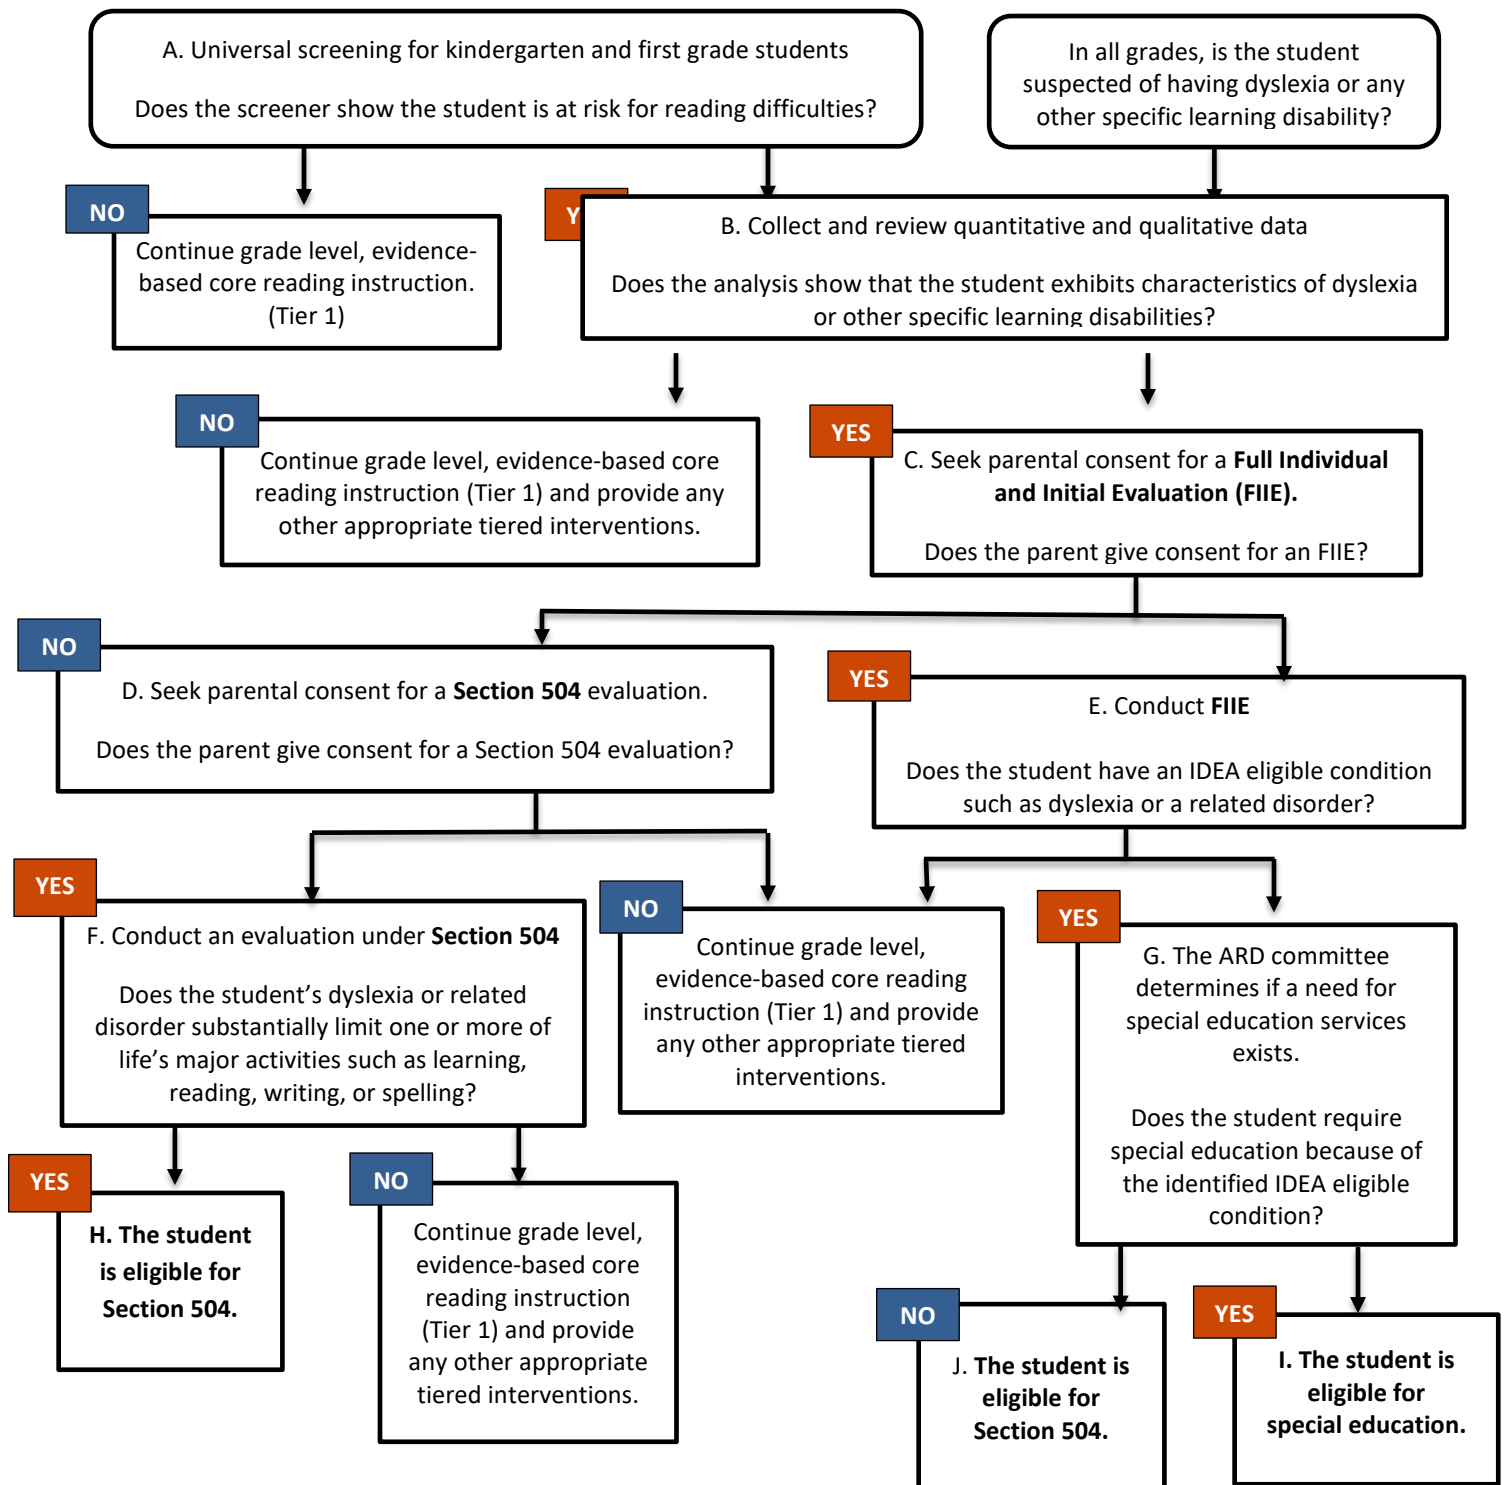 A. Universal screening for kindergarten and first grade students
Does the screener show the student is at risk for reading difficulties?
In all grades, is the student
suspected of having dyslexia or any
other specific learning disability?
NO
Continue grade level, evidence-
based core reading instruction.
(Tier 1)
Y
B. Collect and review quantitative and qualitative data
Does the analysis show that the student exhibits characteristics of dyslexia
or other specific learning disabilities?
NO
Continue grade level, evidence-based core
reading instruction (Tier 1) and provide any
other appropriate tiered interventions.
YES
C. Seek parental consent for a Full Individual
and Initial Evaluation (FIIE).
Does the parent give consent for an FIIE?
NO
D. Seek parental consent for a Section 504 evaluation.
Does the parent give consent for a Section 504 evaluation?
YES
E. Conduct FIIE
Does the student have an IDEA eligible condition
such as dyslexia or a related disorder?
YES
F. Conduct an evaluation under Section 504
Does the student’s dyslexia or related
disorder substantially limit one or more of
life’s major activities such as learning,
reading, writing, or spelling?
NO
Continue grade level,
evidence-based core reading
instruction (Tier 1) and provide
any other appropriate tiered
interventions.
YES
G. The ARD committee
determines if a need for
special education services
exists.
Does the student require
special education because of
the identified IDEA eligible
condition?
YES
H. The student
is eligible for
Section 504.
NO
Continue grade level,
evidence-based core
reading instruction
(Tier 1) and provide
any other appropriate
tiered interventions.
NO
J. The student is
eligible for
Section 504.
YES
I. The student is
eligible for
special education.